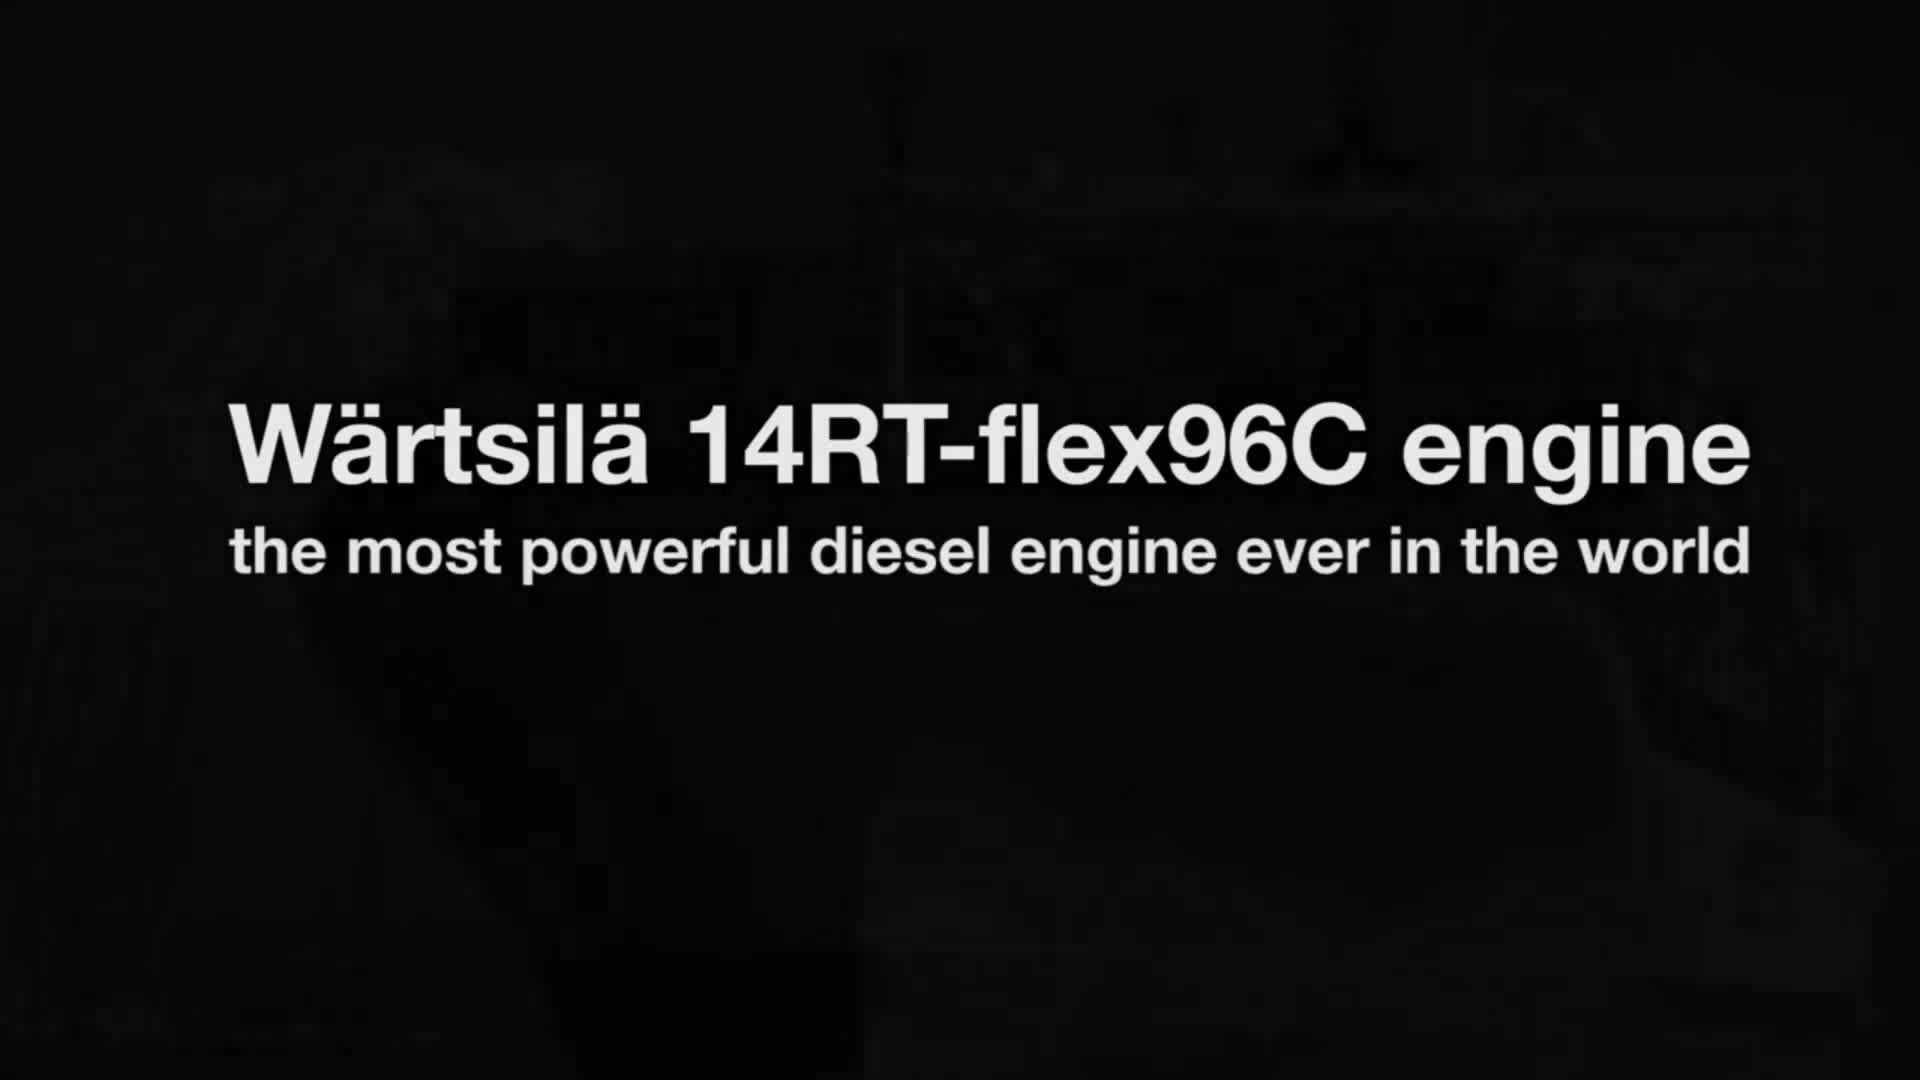 Wärtsilä 14RT-flex96C engine
the most powerful diesel engine ever in the world